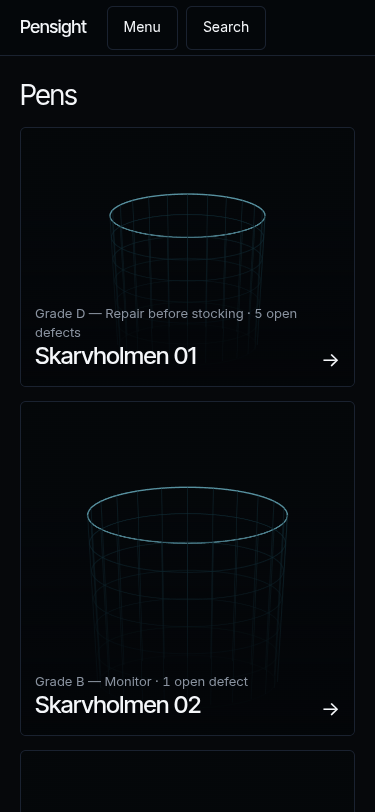 Pensight
Menu
Search
Pens
Grade D — Repair before stocking · 5 open
defects
Skarvholmen 01
→
Grade B — Monitor · 1 open defect
Skarvholmen 02
→